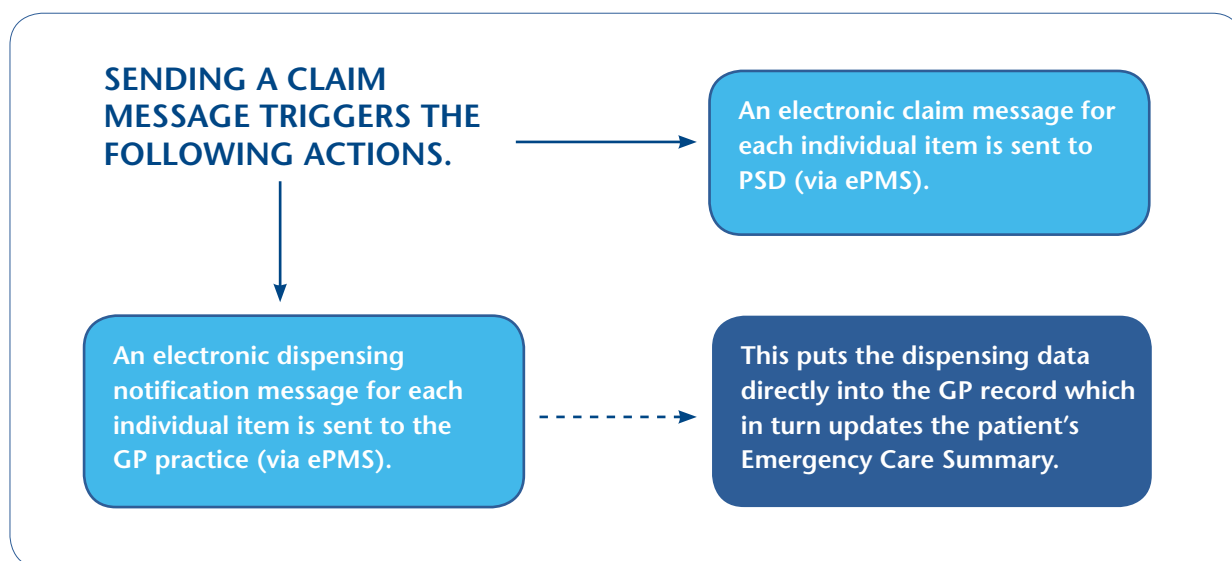 SENDING A CLAIM
MESSAGE TRIGGERS THE
FOLLOWING ACTIONS.
An electronic claim message for
each individual item is sent to
PSD (via ePMS).
An electronic dispensing
notification message for each
individual item is sent to the
GP practice (via ePMS).
This puts the dispensing data
directly into the GP record which
in turn updates the patient’s
Emergency Care Summary.